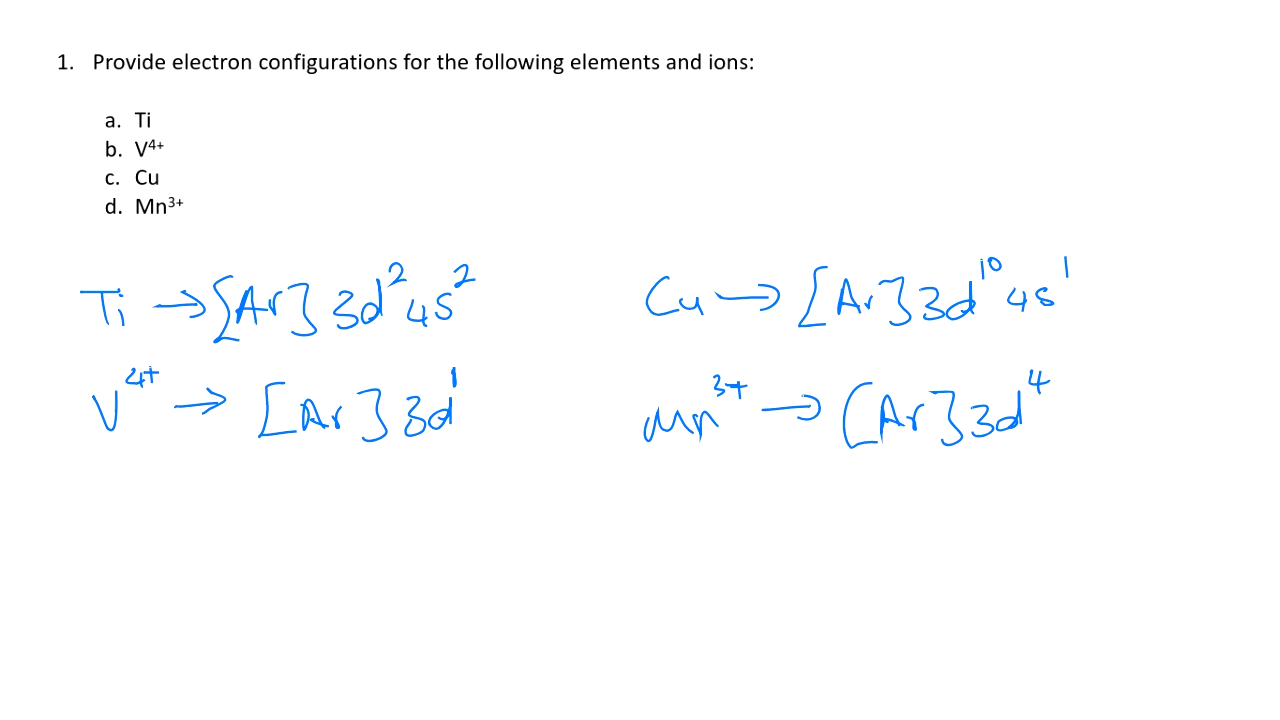 1. Provide electron configurations for the following elements and ions:
a. Ti
b. V⁴⁺
c. Cu
d. Mn³⁺
Ti → [Ar] 3d² 4s²
Cu → [Ar] 3d¹⁰ 4s¹
V⁴⁺ → [Ar] 3d¹
Mn³⁺ → [Ar] 3d⁴